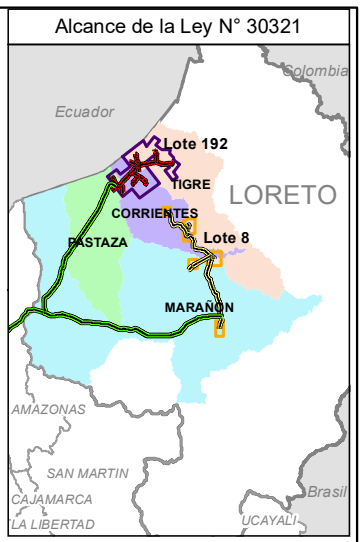 Alcance de la Ley N° 30321
Colombia
Ecuador
Lote 192
TIGRE
LORETO
CORRIENTES
PASTAZA
Lote 8
MARAÑON
AMAZONAS
SAN MARTIN
CAJAMARCA
Brasil
LA LIBERTAD
UCAYALI